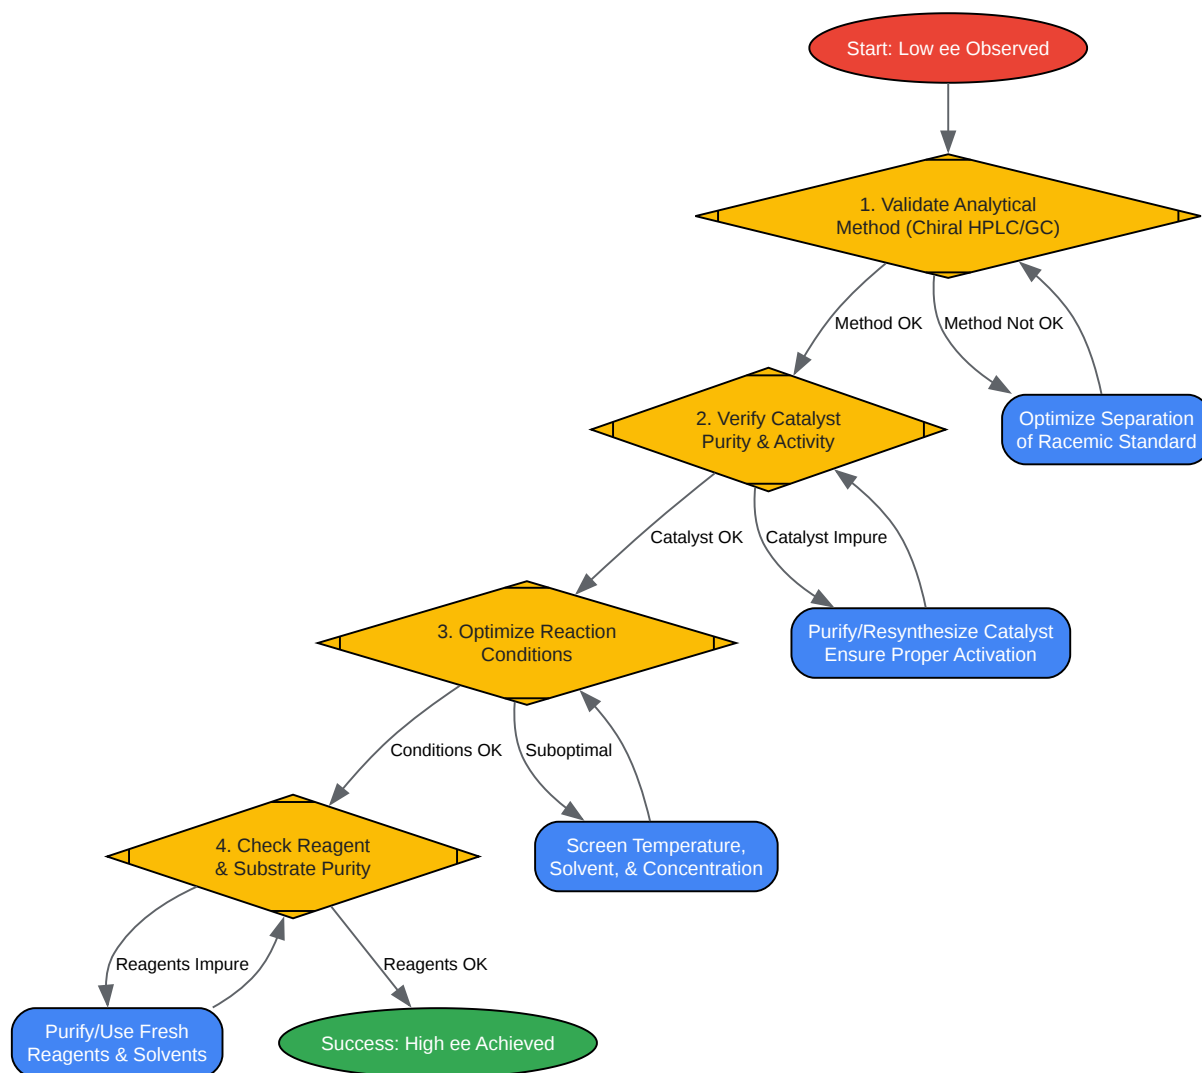 Start: Low ee Observed
1. Validate Analytical
Method (Chiral HPLC/GC)
Method OK
Method Not OK
Optimize Separation
of Racemic Standard
2. Verify Catalyst
Purity & Activity
Catalyst OK
Catalyst Impure
Purify/Resynthesize Catalyst
Ensure Proper Activation
3. Optimize Reaction
Conditions
Conditions OK
Suboptimal
Screen Temperature,
Solvent, & Concentration
4. Check Reagent
& Substrate Purity
Reagents Impure
Reagents OK
Purify/Use Fresh
Reagents & Solvents
Success: High ee Achieved